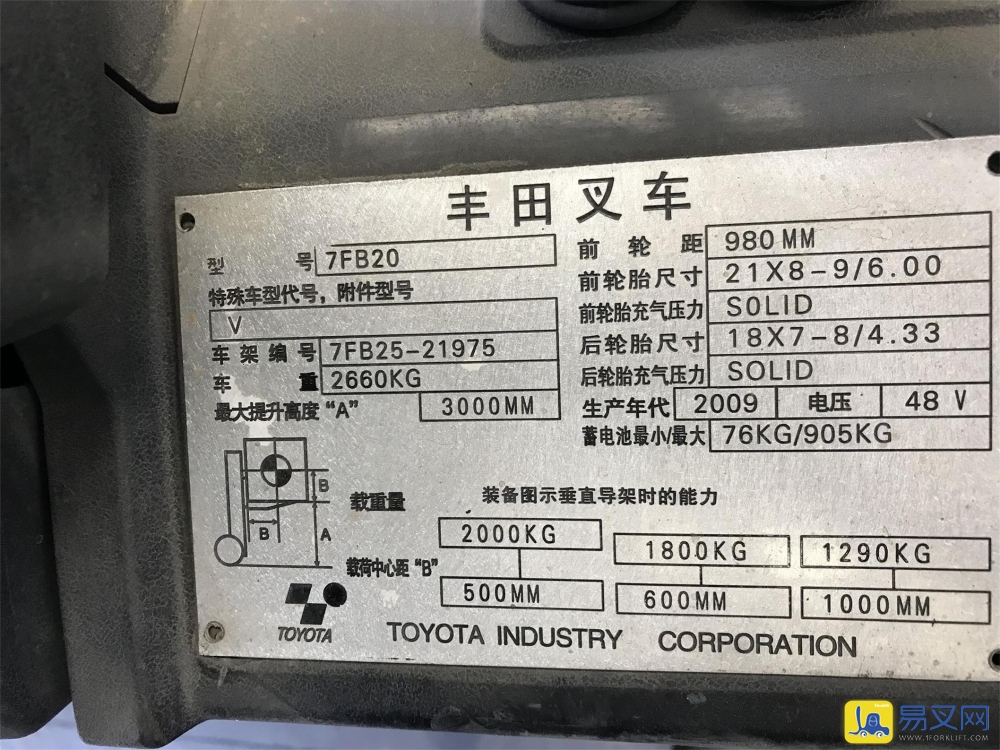 丰田叉车
型号 7FB20
特殊车型代号，附件型号
V
车架编号 7FB25-21975
车重 2660KG
最大提升高度“A” 3000MM
前轮距 980MM
前轮胎尺寸 21X8-9/6.00
前轮胎充气压力 SOLID
后轮胎尺寸 18X7-8/4.33
后轮胎充气压力 SOLID
生产年代 2009 电压 48 V
蓄电池最小/最大 76KG/905KG
B
B
A
装备图示垂直导架时的能力
载重量 2000KG 1800KG 1290KG
载荷中心距“B” 500MM 600MM 1000MM
TOYOTA
TOYOTA INDUSTRY CORPORATION
易叉网
WWW.1FORKLIFT.COM